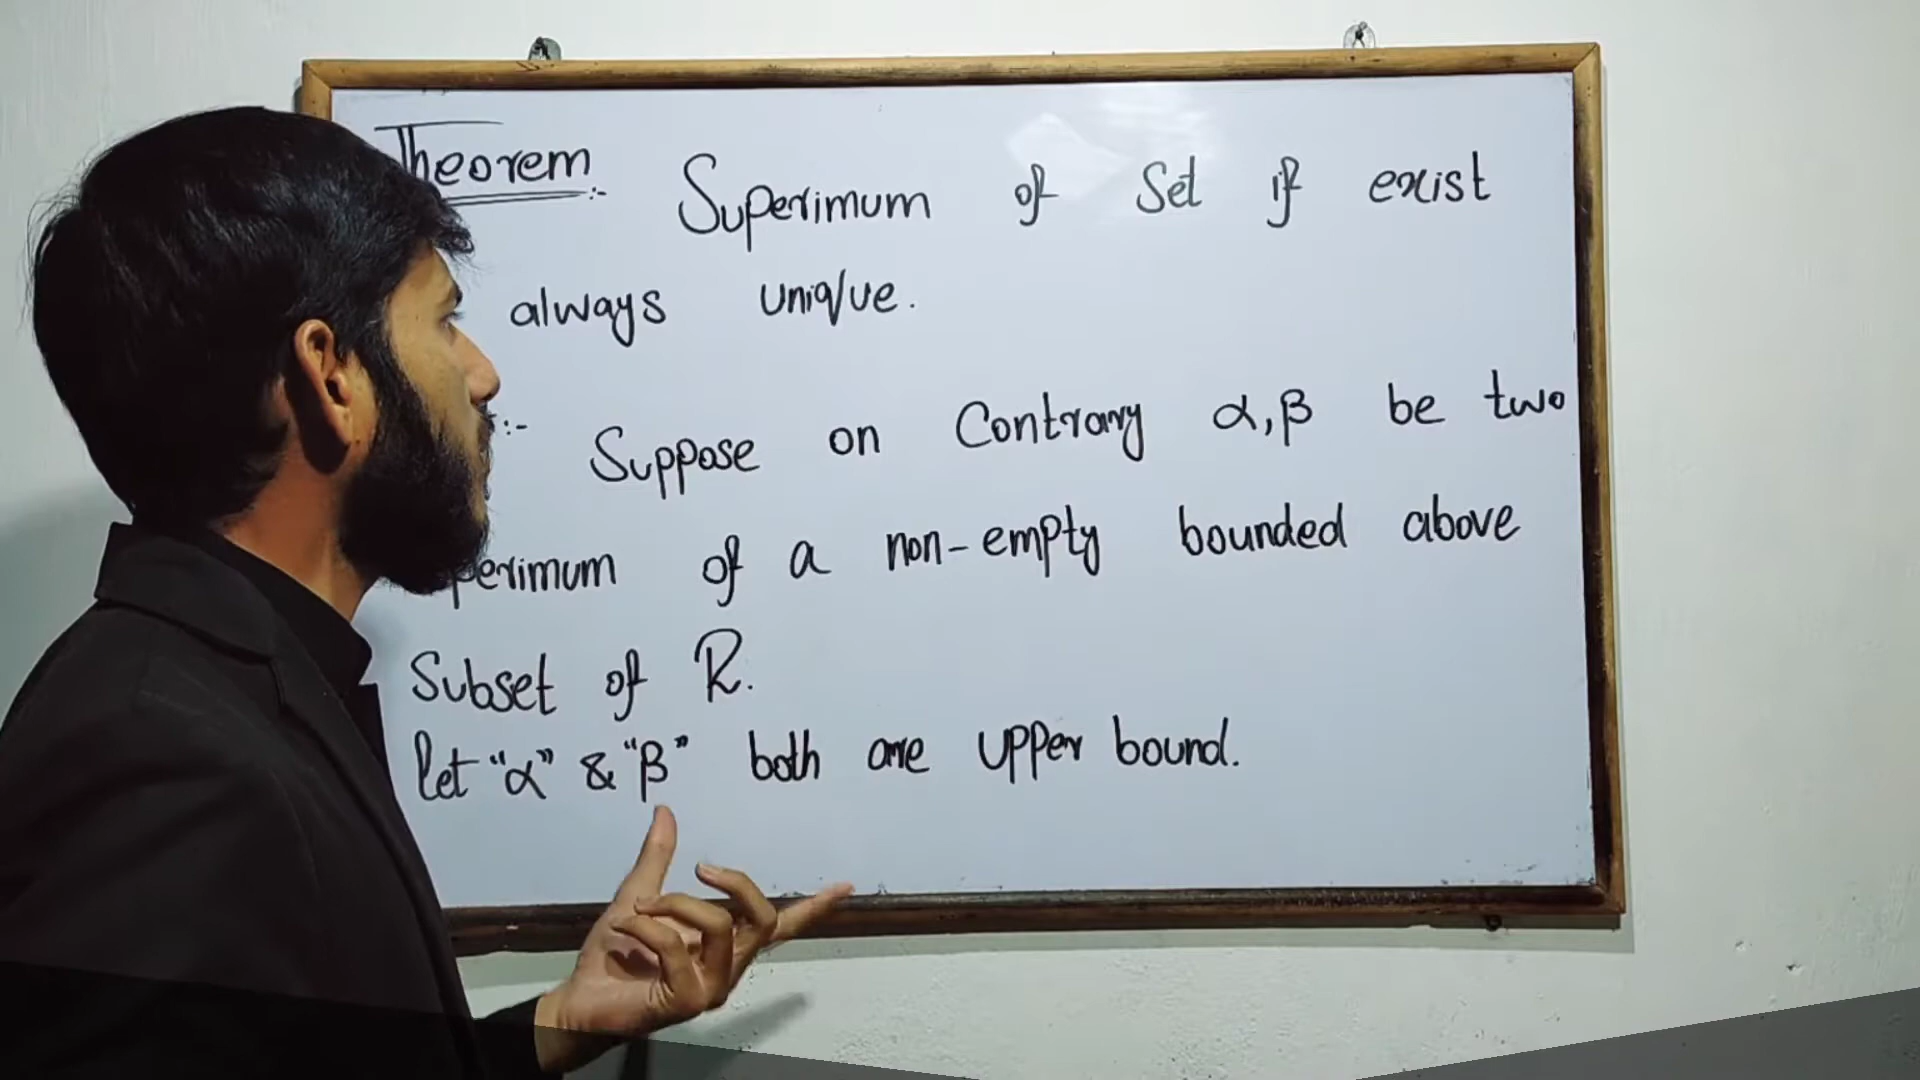 Theorem :- Superimum of Set if exist
always unique.
:- Suppose on Contrary α, β be two
perimum of a non-empty bounded above
Subset of R.
let "α" & "β" both are upper bound.